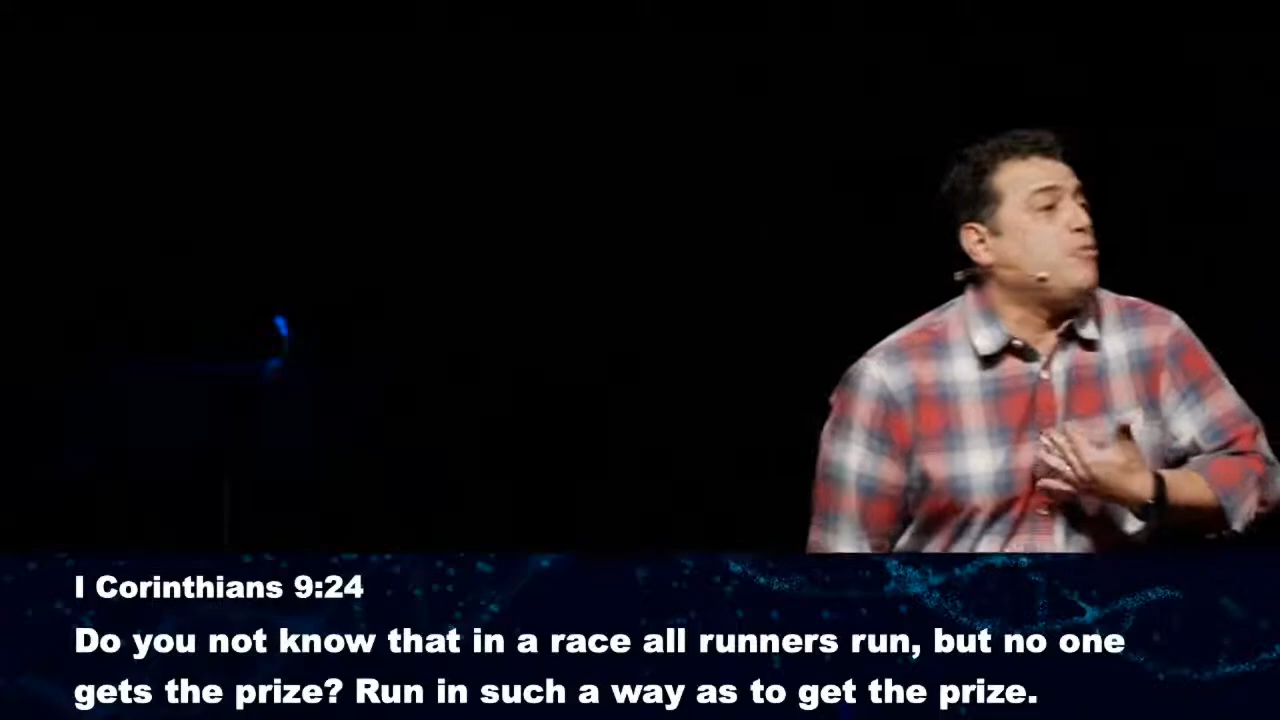 I Corinthians 9:24
Do you not know that in a race all runners run, but no one
gets the prize? Run in such a way as to get the prize.